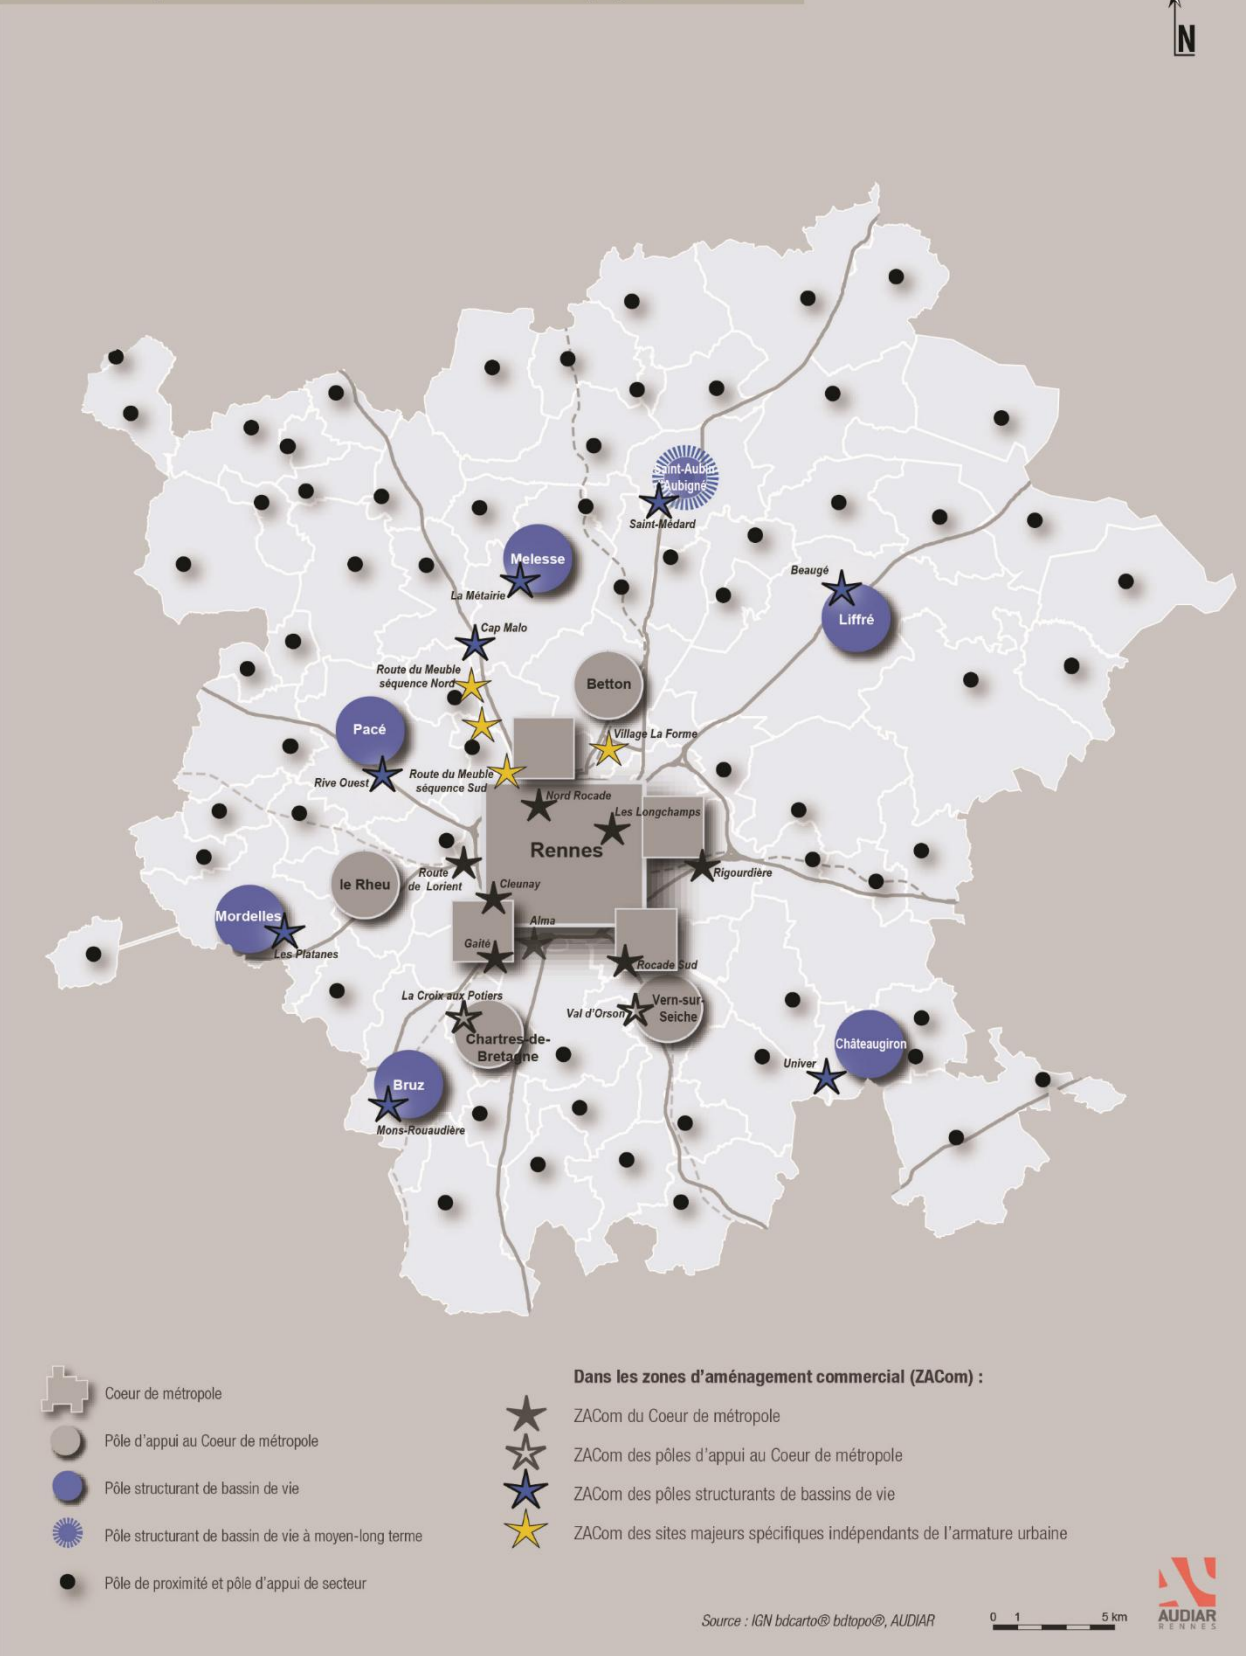 N
Saint-Aubin
d'Aubigné
Saint-Médard
Melesse
La Métairie
Beaugé
Liffré
Cap Malo
Route du Meuble
séquence Nord
Betton
Pacé
Village La Forme
Rive Ouest
Route du Meuble
séquence Sud
Nord Rocade
Les Longchamps
Rennes
Route
de Lorient
Rigourdière
le Rheu
Cleunay
Mordelles
Alma
Gaité
Les Platanes
Rocade Sud
La Croix aux Potiers
Val d'Orson
Vern-sur-
Seiche
Chartres-de-
Bretagne
Châteaugiron
Univer
Bruz
Mons-Rouaudière
Coeur de métropole
Pôle d'appui au Coeur de métropole
Pôle structurant de bassin de vie
Pôle structurant de bassin de vie à moyen-long terme
Pôle de proximité et pôle d'appui de secteur
Dans les zones d'aménagement commercial (ZACom) :
ZACom du Coeur de métropole
ZACom des pôles d'appui au Coeur de métropole
ZACom des pôles structurants de bassins de vie
ZACom des sites majeurs spécifiques indépendants de l'armature urbaine
Source : IGN bdcarto® bdtopo®, AUDIAR
0 1 5 km
AUDIAR
RENNES